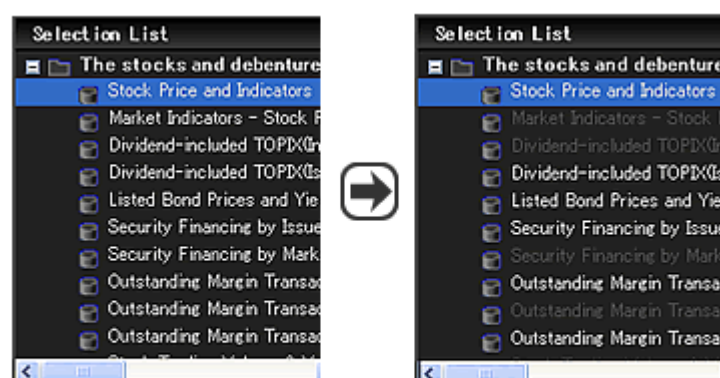 Selection List
The stocks and debenture
Stock Price and Indicators
Market Indicators - Stock
Dividend-included TOPIX(In
Dividend-included TOPIX(Is
Listed Bond Prices and Yie
Security Financing by Issue
Security Financing by Mark
Outstanding Margin Transac
Outstanding Margin Transac
Outstanding Margin Transac
Selection List
The stocks and debenture
Stock Price and Indicators
Market Indicators - Stock
Dividend-included TOPIX(In
Dividend-included TOPIX(Is
Listed Bond Prices and Yie
Security Financing by Issu
Security Financing by Mark
Outstanding Margin Transa
Outstanding Margin Transa
Outstanding Margin Transa